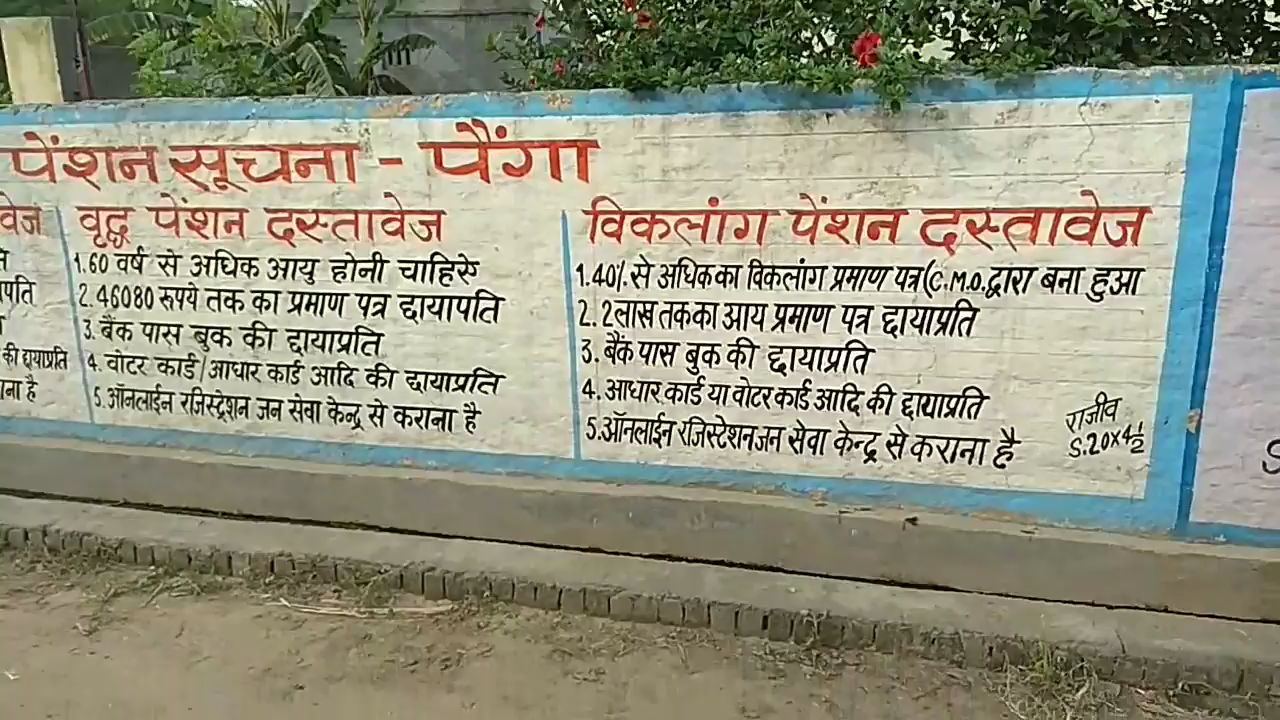 पेंशन सूचना - पैंगा
वेज
की छायाप्रति
ना है
वृद्ध पेंशन दस्तावेज
1. 60 वर्ष से अधिक आयु होनी चाहिऐ
2. 46080 रूपये तक का प्रमाण पत्र छायापति
3. बैंक पास बुक की छायाप्रति
4. वोटर कार्ड/आधार कार्ड आदि की छायाप्रति
5. ऑनलाईन रजिस्ट्रेशन जन सेवा केन्द्र से कराना है
विकलांग पेंशन दस्तावेज
1. 40%. से अधिक का विकलांग प्रमाण पत्र (C.M.O. द्वारा बना हुआ
2. 2 लाख तक का आय प्रमाण पत्र छायाप्रति
3. बैंक पास बुक की छायाप्रति
4. आधार कार्ड या वोटर कार्ड आदि की छायाप्रति
5. ऑनलाईन रजिस्टेशन जन सेवा केन्द्र से कराना है
राजीव
S. 20x4½